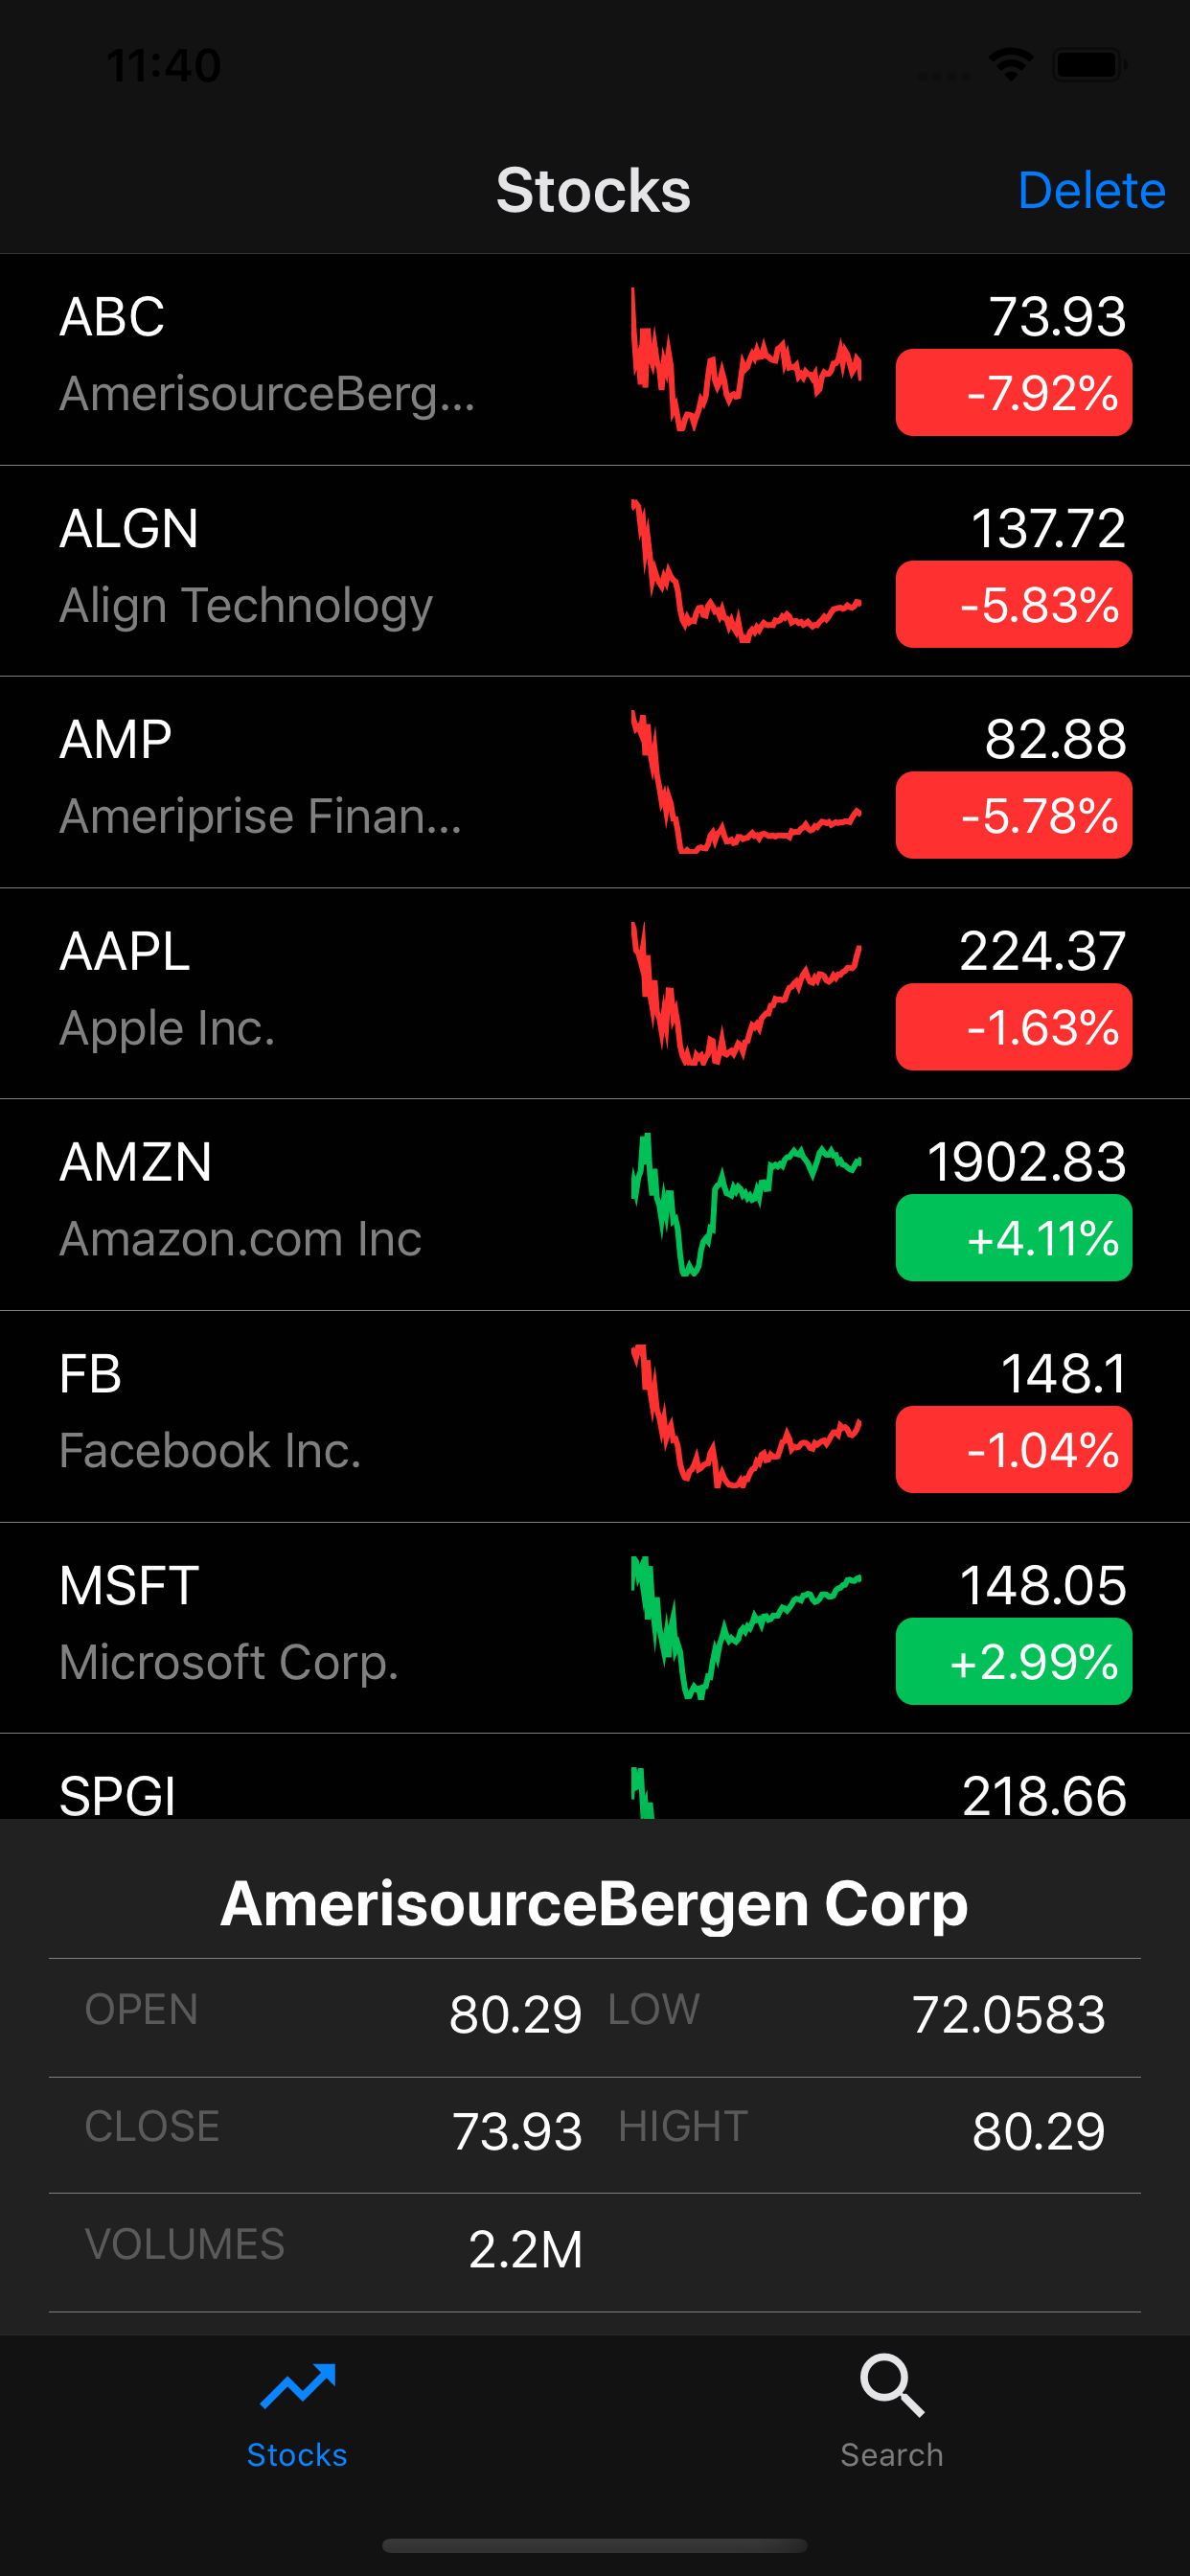 11:40
Stocks Delete
ABC 73.93
AmerisourceBerg... -7.92%
ALGN 137.72
Align Technology -5.83%
AMP 82.88
Ameriprise Finan... -5.78%
AAPL 224.37
Apple Inc. -1.63%
AMZN 1902.83
Amazon.com Inc +4.11%
FB 148.1
Facebook Inc. -1.04%
MSFT 148.05
Microsoft Corp. +2.99%
SPGI 218.66
AmerisourceBergen Corp
OPEN 80.29 LOW 72.0583
CLOSE 73.93 HIGHT 80.29
VOLUMES 2.2M
Stocks Search